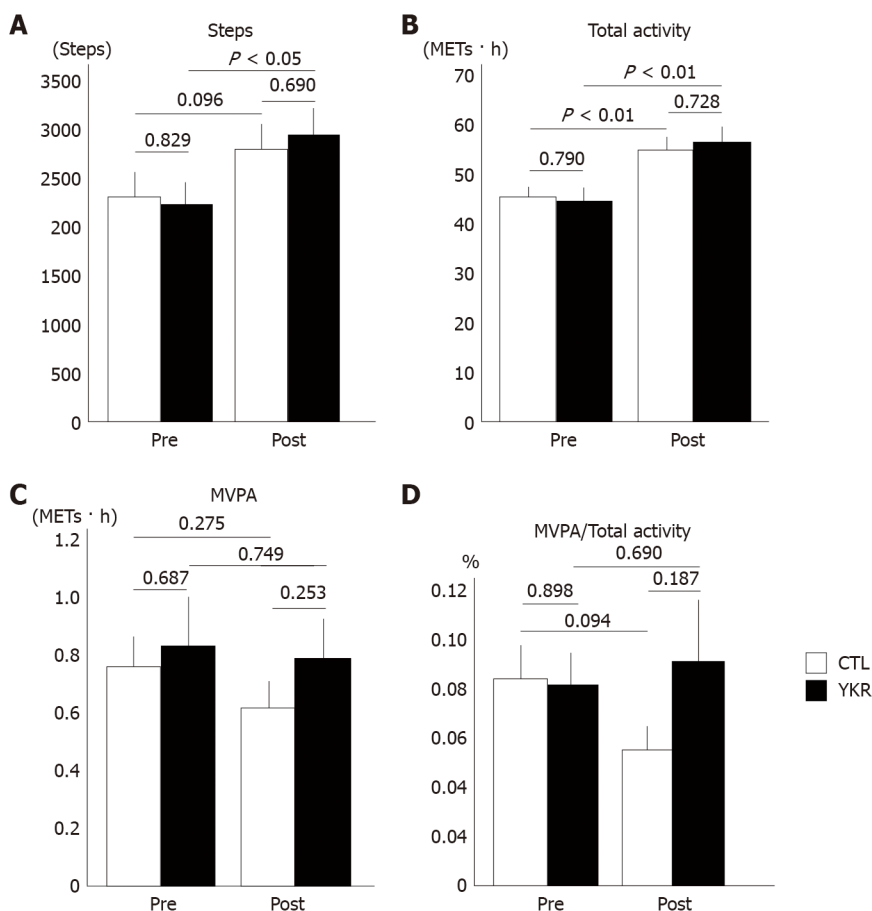 A
Steps
(Steps)
P < 0.05
0.690
0.096
0.829
3500
3000
2500
200
1500
1000
500
0
Pre
Post
B
Total activity
(METs · h)
P < 0.01
0.728
P < 0.01
0.790
70
60
50
40
30
20
10
0
Pre
Post
C
MVPA
(METs · h)
0.275
0.749
0.687
0.253
1.2
1.0
0.8
0.6
0.4
0.2
0
Pre
Post
D
MVPA/Total activity
%
0.690
0.187
0.898
0.094
0.12
0.10
0.08
0.06
0.04
0.04
0
Pre
Post
CTL
YKR